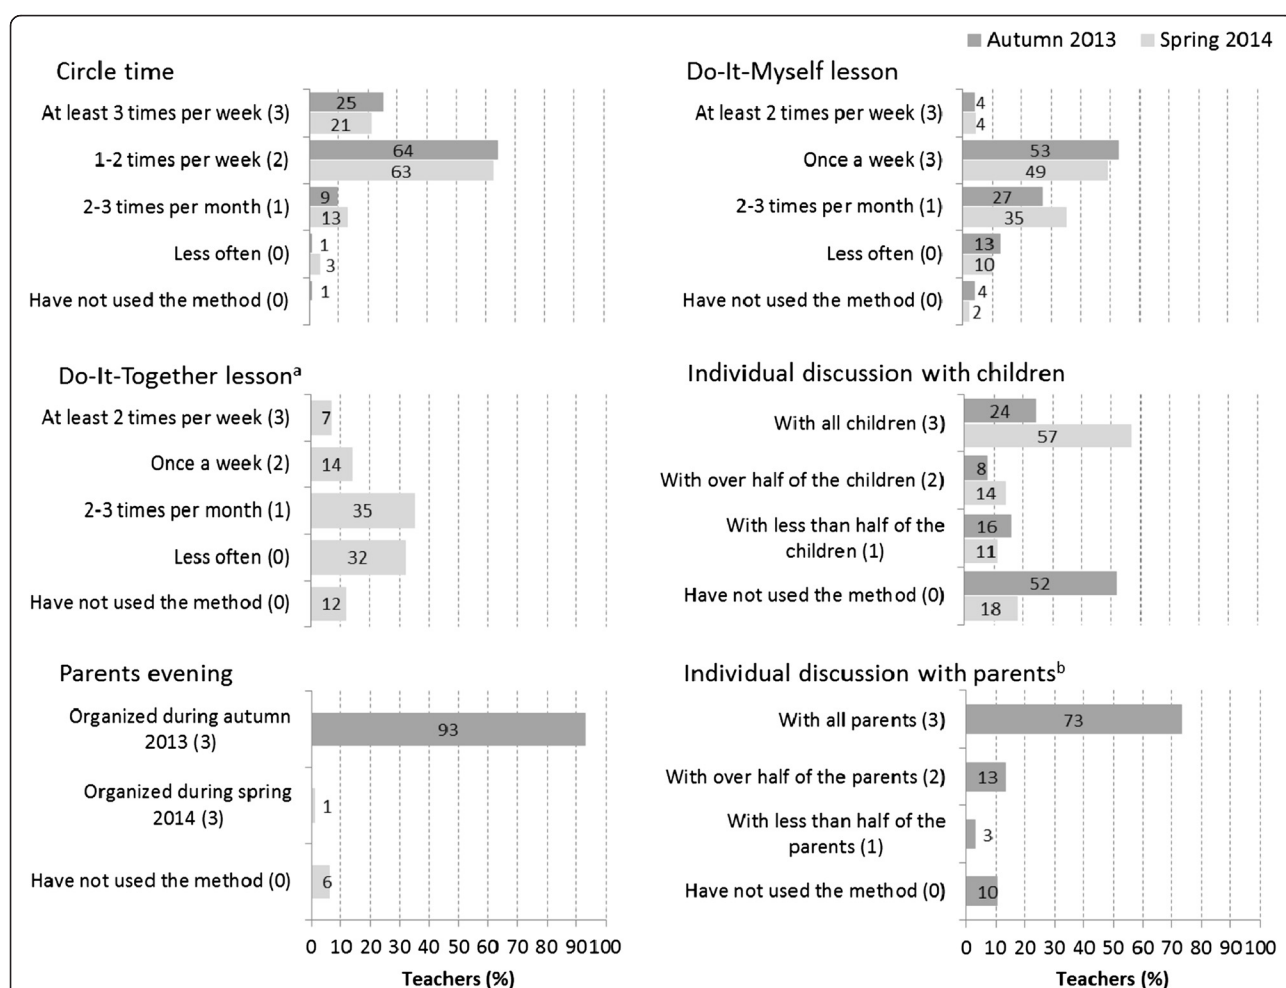 Autumn 2013 Spring 2014
Circle time
At least 3 times per week (3) 25 21
1-2 times per week (2) 64 63
2-3 times per month (1) 9 13
Less often (0) 1 3
Have not used the method (0) 1
Do-It-Myself lesson
At least 2 times per week (3) 4 4
Once a week (3) 53 49
2-3 times per month (1) 27 35
Less often (0) 13 10
Have not used the method (0) 4 2
Do-It-Together lessonᵃ
At least 2 times per week (3) 7
Once a week (2) 14
2-3 times per month (1) 35
Less often (0) 32
Have not used the method (0) 12
Individual discussion with children
With all children (3) 24 57
With over half of the children (2) 8 14
With less than half of the
children (1) 16 11
Have not used the method (0) 52 18
Parents evening
Organized during autumn
2013 (3) 93
Organized during spring
2014 (3) 1
Have not used the method (0) 6
0 10 20 30 40 50 60 70 80 90 100
Teachers (%)
Individual discussion with parentsᵇ
With all parents (3) 73
With over half of the parents (2) 13
With less than half of the
parents (1) 3
Have not used the method (0) 10
0 10 20 30 40 50 60 70 80 90 100
Teachers (%)